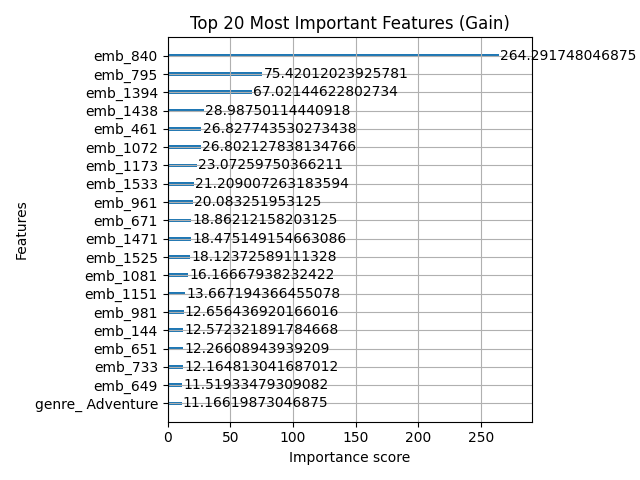 Top 20 Most Important Features (Gain)
emb_840 264.291748046875
emb_795 75.42012023925781
emb_1394 67.02144622802734
emb_1438 28.98750114440918
emb_461 26.827743530273438
emb_1072 26.802127838134766
emb_1173 23.07259750366211
emb_1533 21.209007263183594
emb_961 20.083251953125
emb_671 18.86212158203125
emb_1471 18.475149154663086
emb_1525 18.12372589111328
emb_1081 16.16667938232422
emb_1151 13.667194366455078
emb_981 12.656436920166016
emb_144 12.572321891784668
emb_651 12.26608943939209
emb_733 12.164813041687012
emb_649 11.51933479309082
genre_ Adventure 11.16619873046875
0 50 100 150 200 250
Importance score
Features